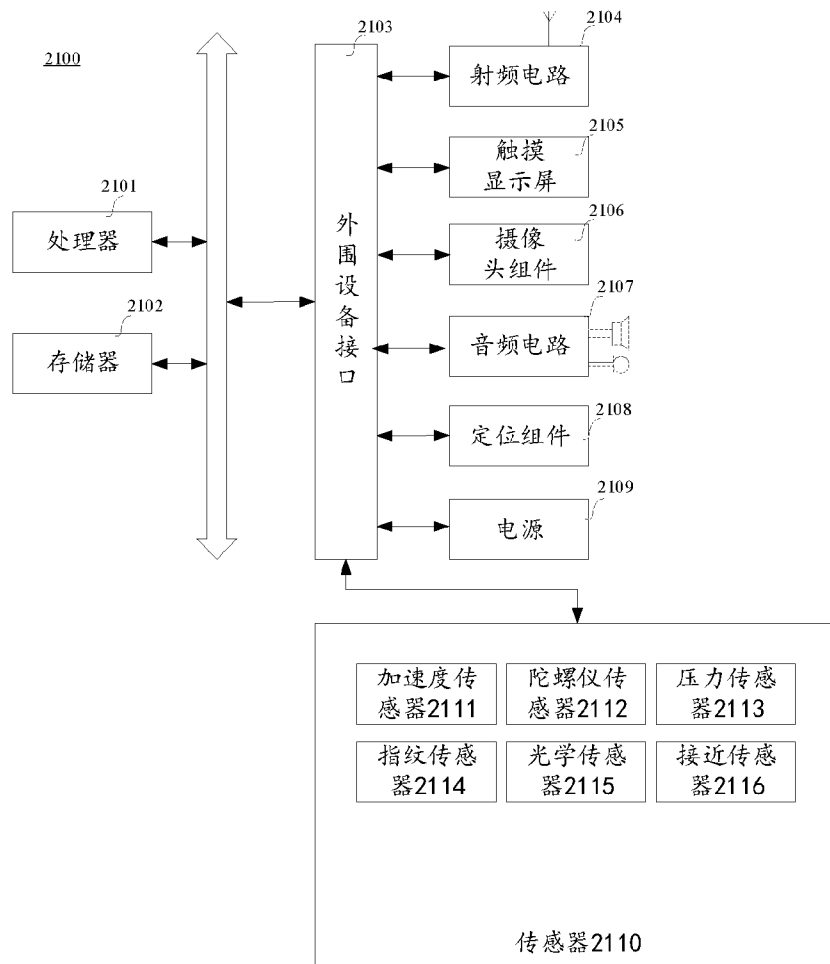 2100
2101
处理器
2102
存储器
2103
外围设备接口
2104
射频电路
2105
触摸
显示屏
2106
摄像
头组件
2107
音频电路
2108
定位组件
2109
电源
加速度传
感器2111
陀螺仪传
感器2112
压力传感
器2113
指纹传感
器2114
光学传感
器2115
接近传感
器2116
传感器2110